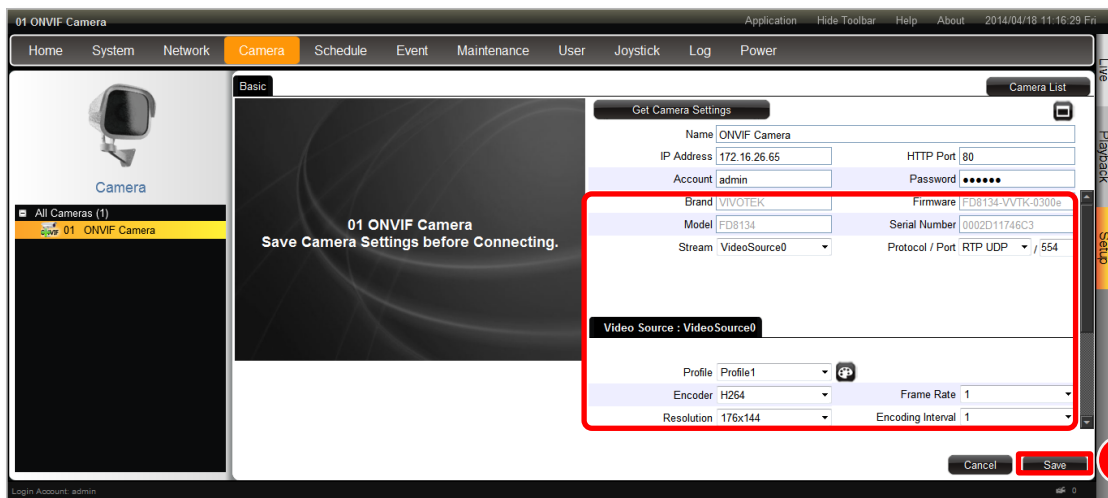 01 ONVIF Camera Application Hide Toolbar Help About 2014/04/18 11:16:29 Fri
Home System Network Camera Schedule Event Maintenance User Joystick Log Power
Live
Playback
Setup
Camera
All Cameras (1)
01 ONVIF Camera
Basic
Camera List
01 ONVIF Camera
Save Camera Settings before Connecting.
Get Camera Settings
Name ONVIF Camera
IP Address 172.16.26.65 HTTP Port 80
Account admin Password ●●●●●●
Brand VIVOTEK Firmware FD8134-VVTK-0300e
Model FD8134 Serial Number 0002D11746C3
Stream VideoSource0 Protocol / Port RTP UDP / 554
Video Source : VideoSource0
Profile Profile1
Encoder H264 Frame Rate 1
Resolution 176x144 Encoding Interval 1
Cancel Save
Login Account: admin 0